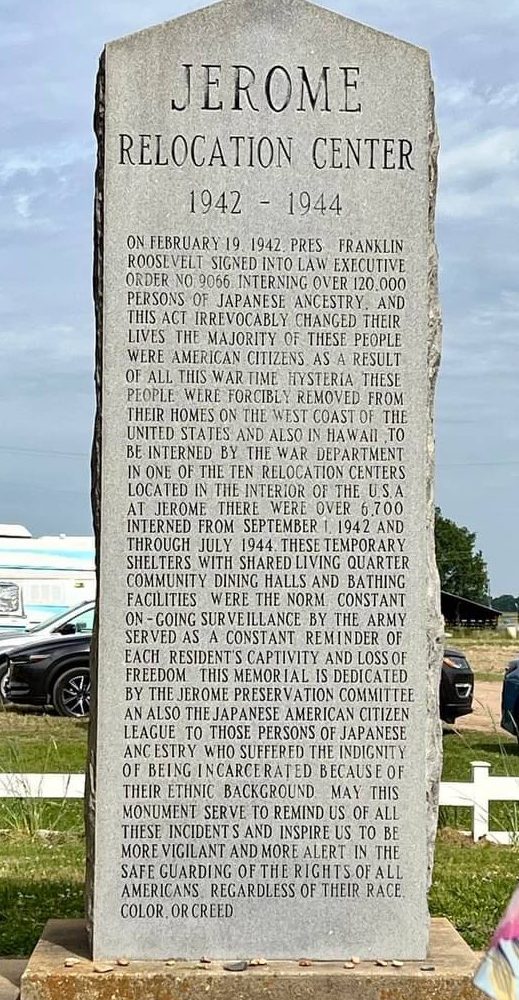 JEROME
RELOCATION CENTER
1942 - 1944
ON FEBRUARY 19, 1942, PRES. FRANKLIN
ROOSEVELT SIGNED INTO LAW EXECUTIVE
ORDER NO. 9066 INTERNING OVER 120,000
PERSONS OF JAPANESE ANCESTRY, AND
THIS ACT IRREVOCABLY CHANGED THEIR
LIVES. THE MAJORITY OF THESE PEOPLE
WERE AMERICAN CITIZENS. AS A RESULT
OF ALL THIS WAR TIME HYSTERIA THESE
PEOPLE WERE FORCIBLY REMOVED FROM
THEIR HOMES ON THE WEST COAST OF THE
UNITED STATES AND ALSO IN HAWAII, TO
BE INTERNED BY THE WAR DEPARTMENT
IN ONE OF THE TEN RELOCATION CENTERS
LOCATED IN THE INTERIOR OF THE U.S.A.
AT JEROME THERE WERE OVER 6,700
INTERNED FROM SEPTEMBER 1, 1942 AND
THROUGH JULY 1944. THESE TEMPORARY
SHELTERS WITH SHARED LIVING QUARTER
COMMUNITY DINING HALLS AND BATHING
FACILITIES WERE THE NORM. CONSTANT
ON-GOING SURVEILLANCE BY THE ARMY
SERVED AS A CONSTANT REMINDER OF
EACH RESIDENT'S CAPTIVITY AND LOSS OF
FREEDOM. THIS MEMORIAL IS DEDICATED
BY THE JEROME PRESERVATION COMMITTEE
AN ALSO THE JAPANESE AMERICAN CITIZEN
LEAGUE TO THOSE PERSONS OF JAPANESE
ANCESTRY WHO SUFFERED THE INDIGNITY
OF BEING INCARCERATED BECAUSE OF
THEIR ETHNIC BACKGROUND. MAY THIS
MONUMENT SERVE TO REMIND US OF ALL
THESE INCIDENTS AND INSPIRE US TO BE
MORE VIGILANT AND MORE ALERT IN THE
SAFE GUARDING OF THE RIGHTS OF ALL
AMERICANS, REGARDLESS OF THEIR RACE,
COLOR, OR CREED.